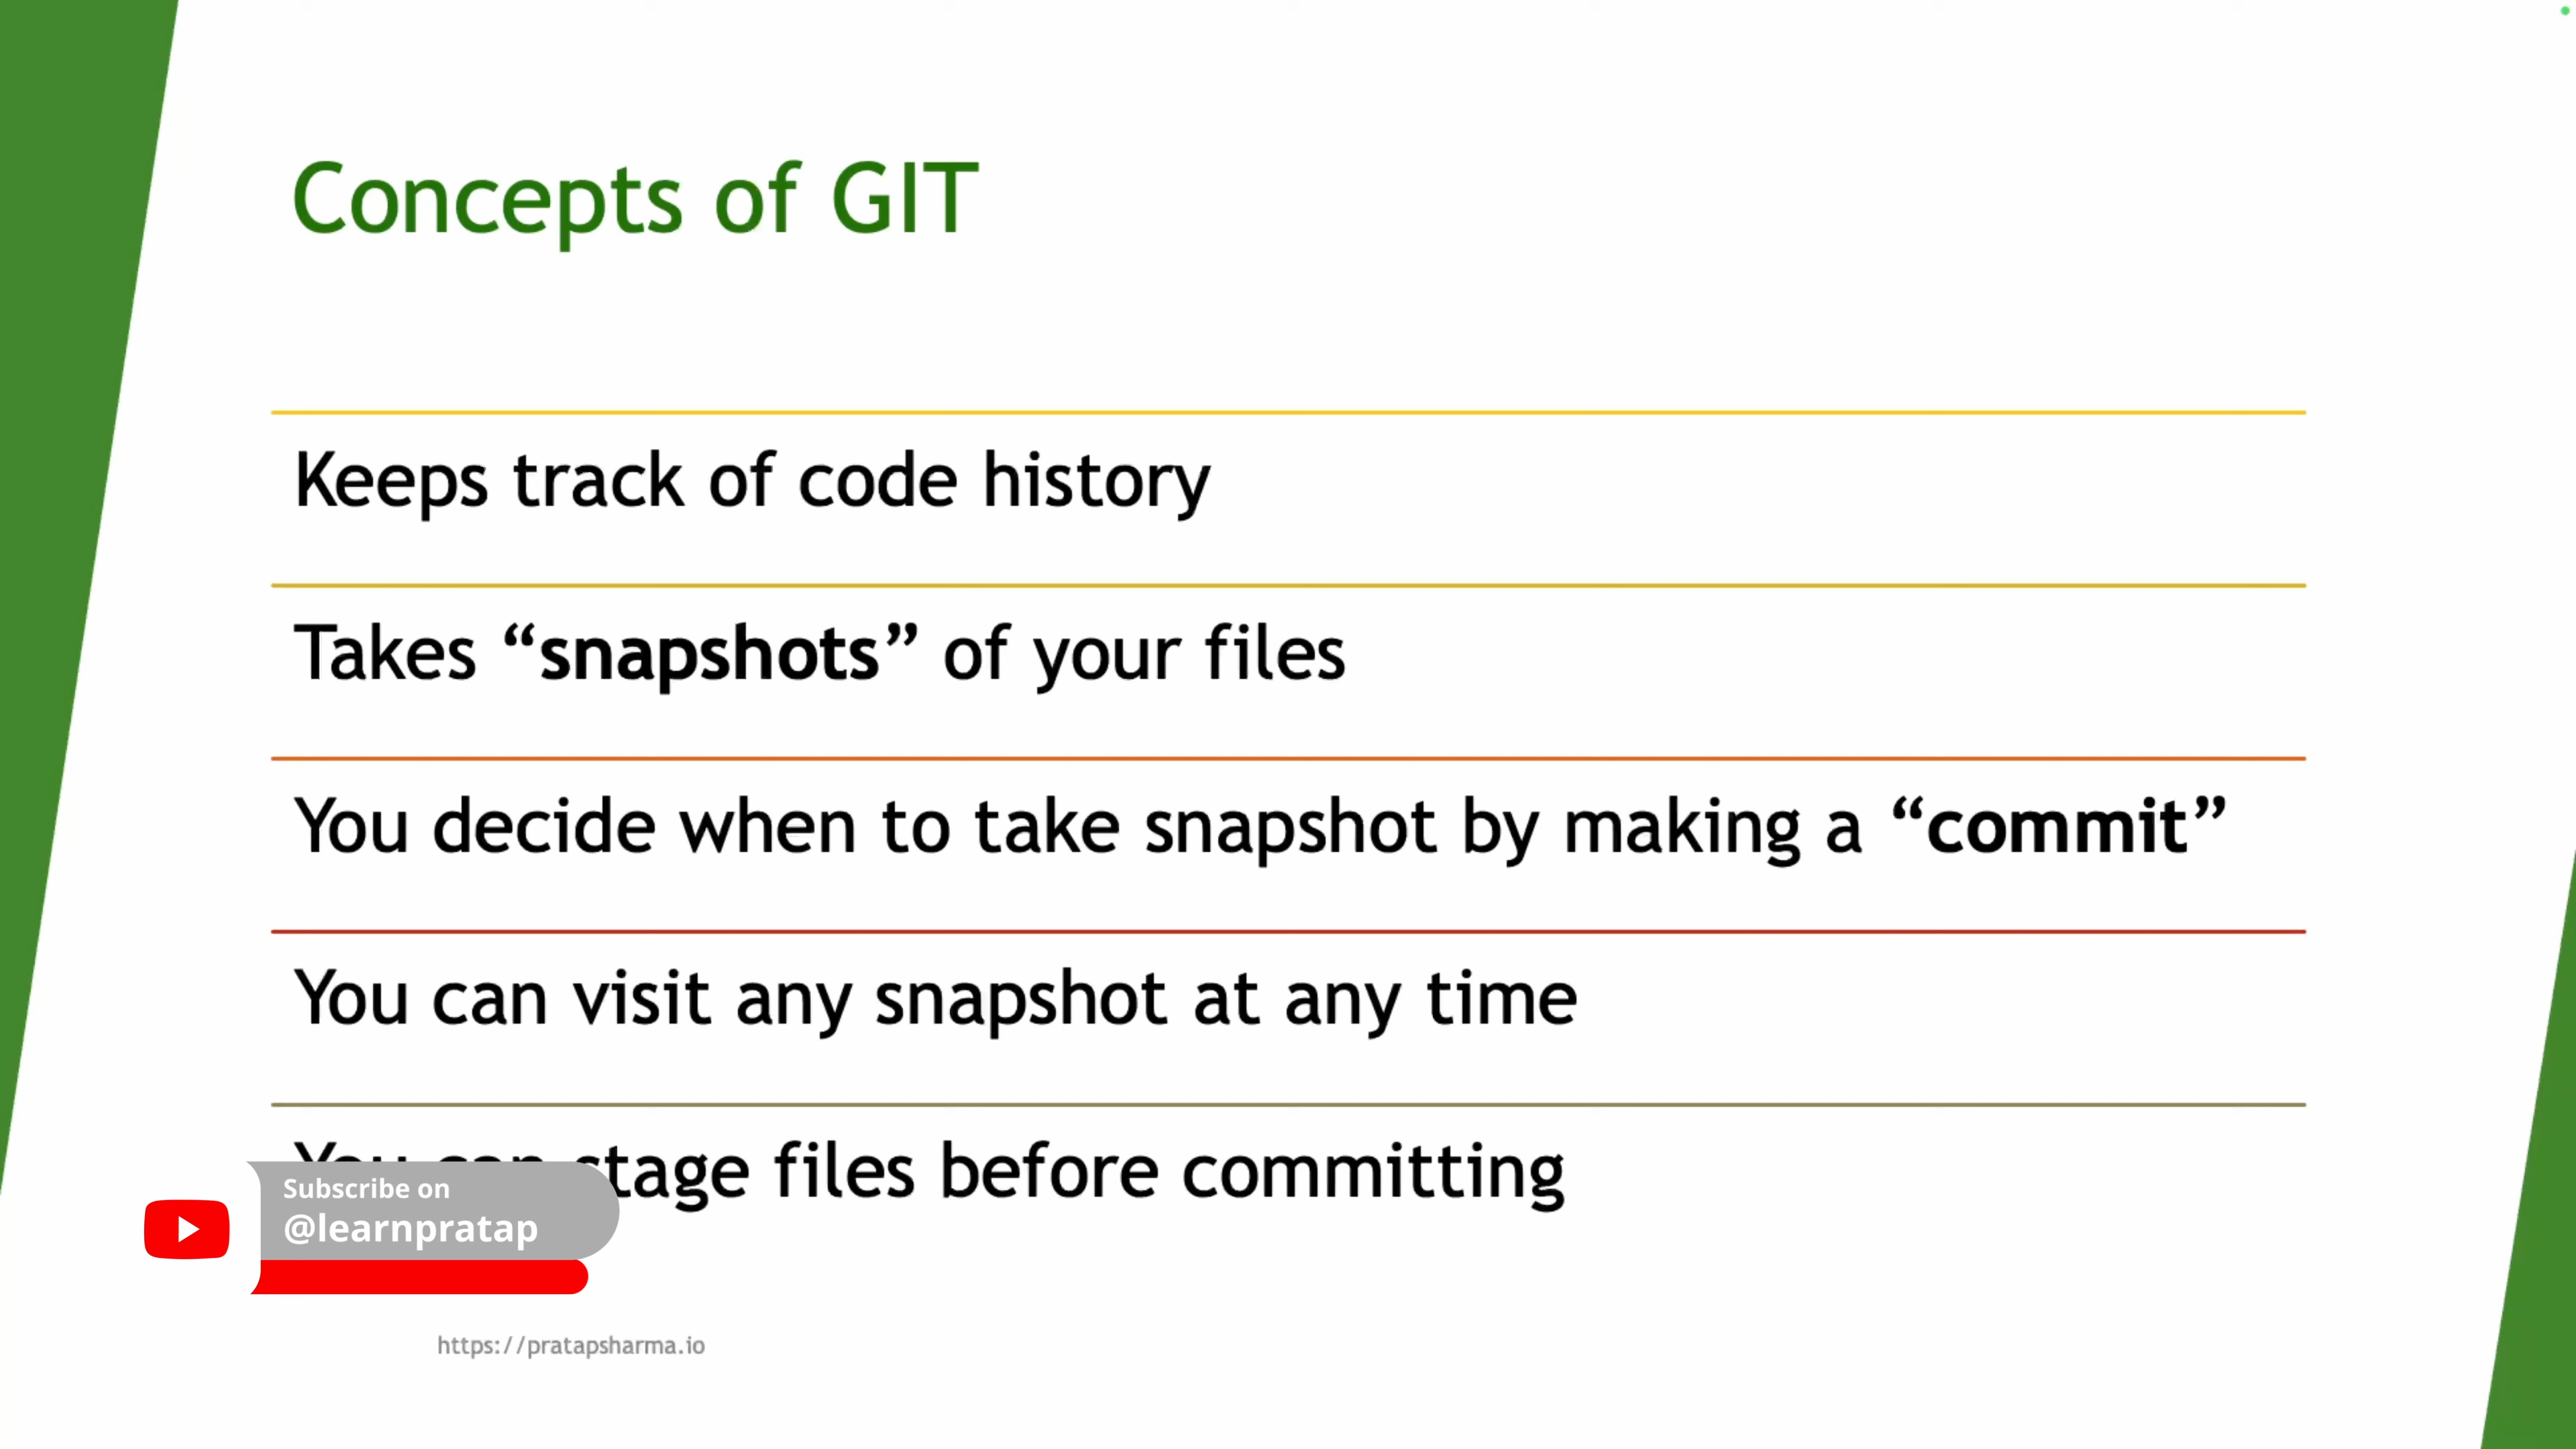 Concepts of GIT
Keeps track of code history
Takes “snapshots” of your files
You decide when to take snapshot by making a “commit”
You can visit any snapshot at any time
You can stage files before committing
Subscribe on
@learnpratap
https://pratapsharma.io